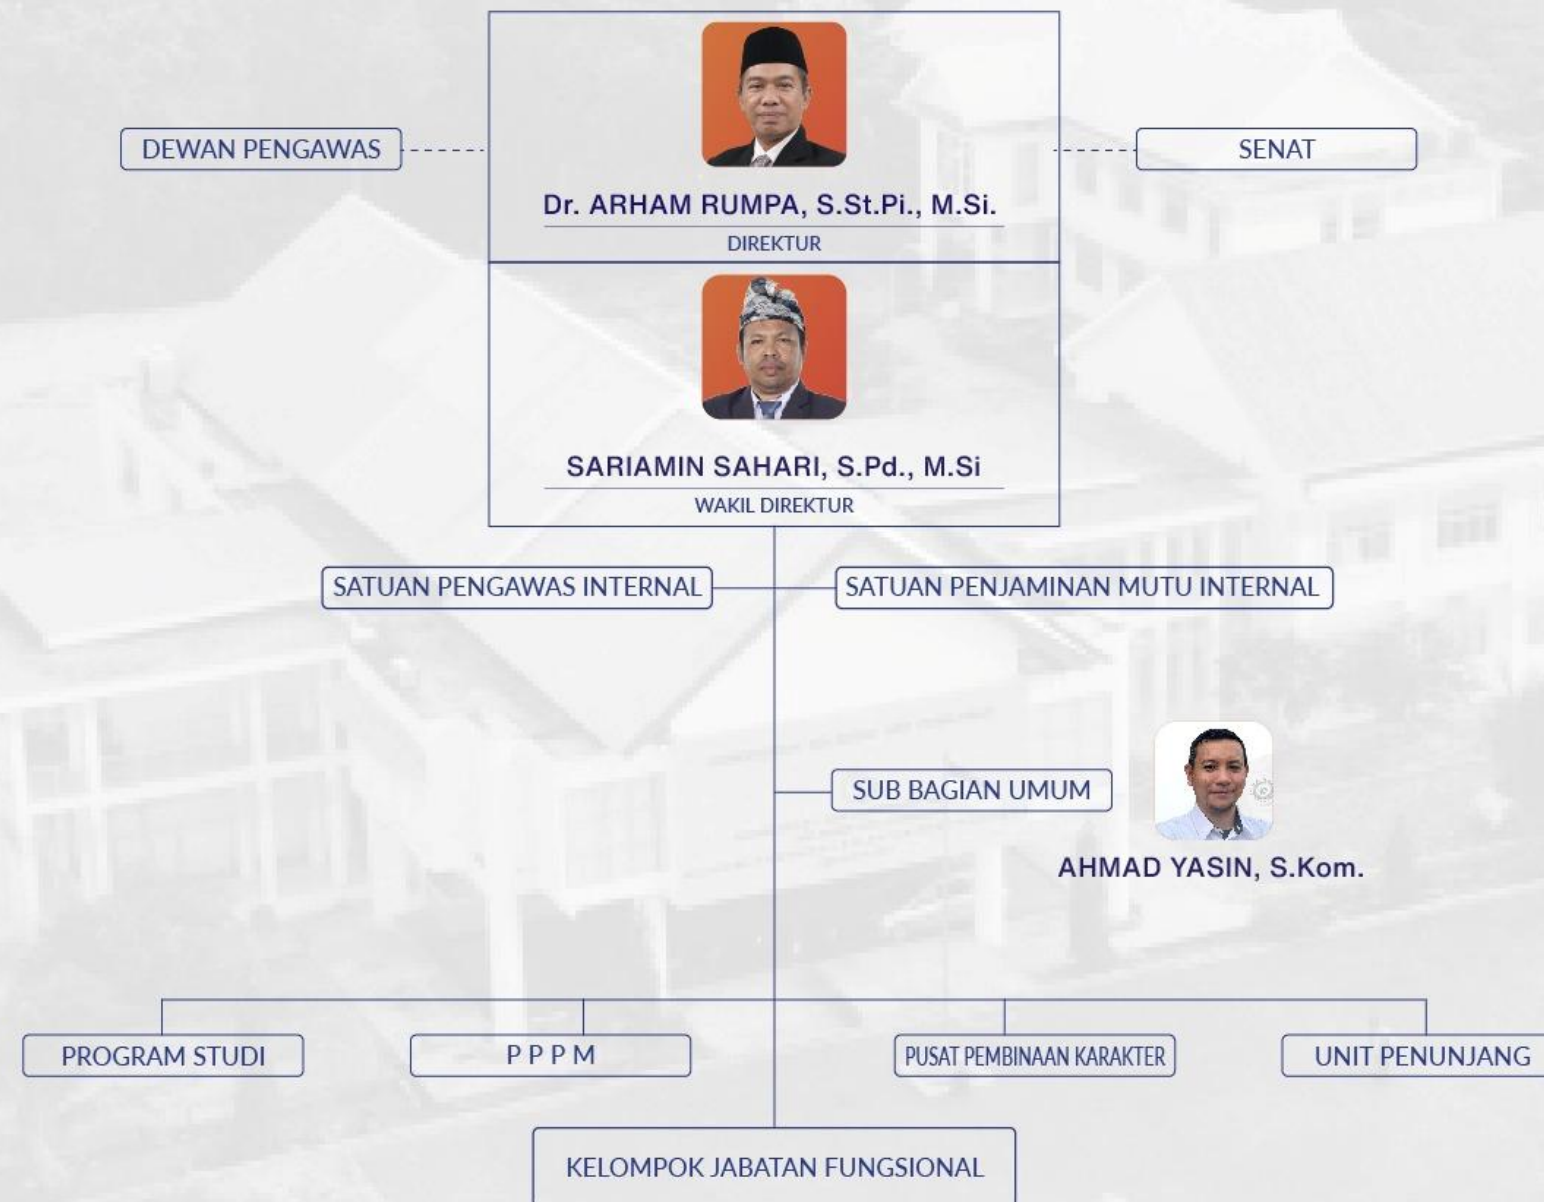 DEWAN PENGAWAS
SENAT
Dr. ARHAM RUMPA, S.St.Pi., M.Si.
DIREKTUR
SARIAMIN SAHARI, S.Pd., M.Si
WAKIL DIREKTUR
SATUAN PENGAWAS INTERNAL
SATUAN PENJAMINAN MUTU INTERNAL
SUB BAGIAN UMUM
AHMAD YASIN, S.Kom.
PROGRAM STUDI
P P P M
PUSAT PEMBINAAN KARAKTER
UNIT PENUNJANG
KELOMPOK JABATAN FUNGSIONAL